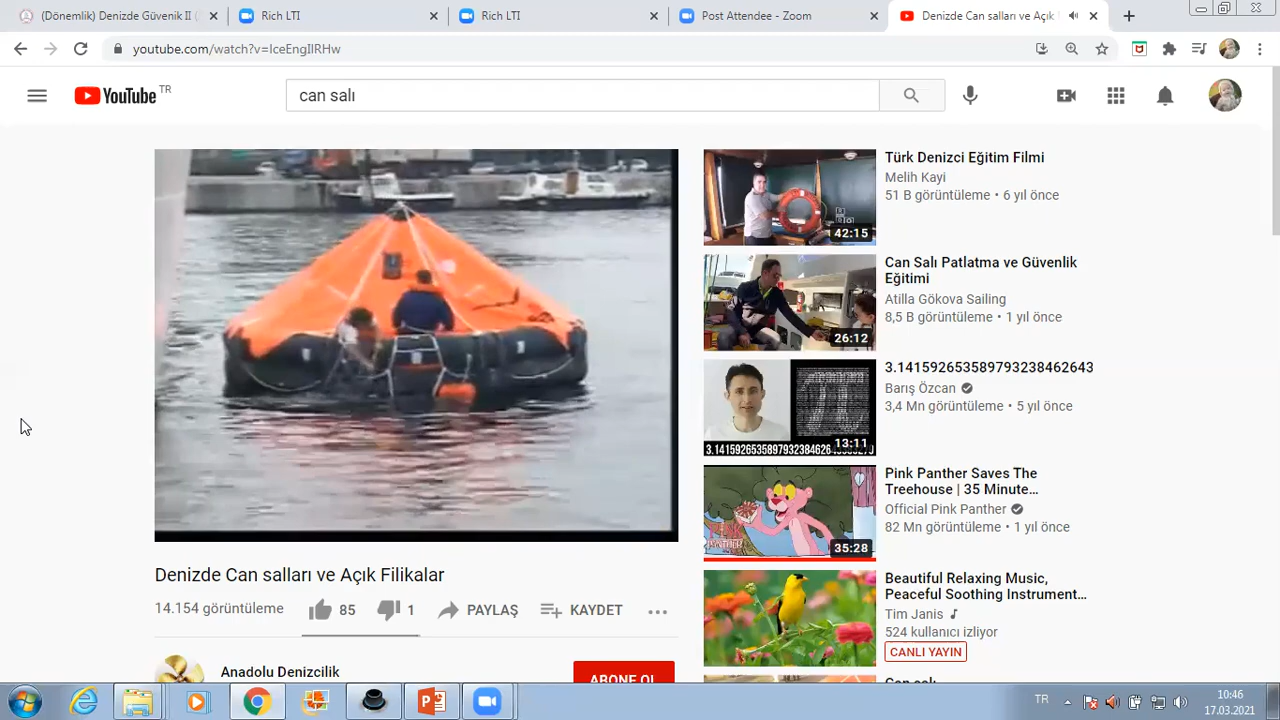 (Dönemlik) Denizde Güvenik II (
Rich LTI
Rich LTI
Post Attendee - Zoom
Denizde Can salları ve Açık
youtube.com/watch?v=IceEngIlRHw
YouTube TR
can salı
Türk Denizci Eğitim Filmi
Melih Kayi
51 B görüntüleme • 6 yıl önce
42:15
Can Salı Patlatma ve Güvenlik
Eğitimi
Atilla Gökova Sailing
8,5 B görüntüleme • 1 yıl önce
26:12
3.141592653589793238462643
Barış Özcan
3,4 Mn görüntüleme • 5 yıl önce
13:11
Pink Panther Saves The
Treehouse | 35 Minute…
Official Pink Panther
82 Mn görüntüleme • 1 yıl önce
35:28
Denizde Can salları ve Açık Filikalar
14.154 görüntüleme
85
1
PAYLAŞ
KAYDET
Beautiful Relaxing Music,
Peaceful Soothing Instrument…
Tim Janis
524 kullanıcı izliyor
CANLI YAYIN
Anadolu Denizcilik
ABONE OL
TR
10:46
17.03.2021